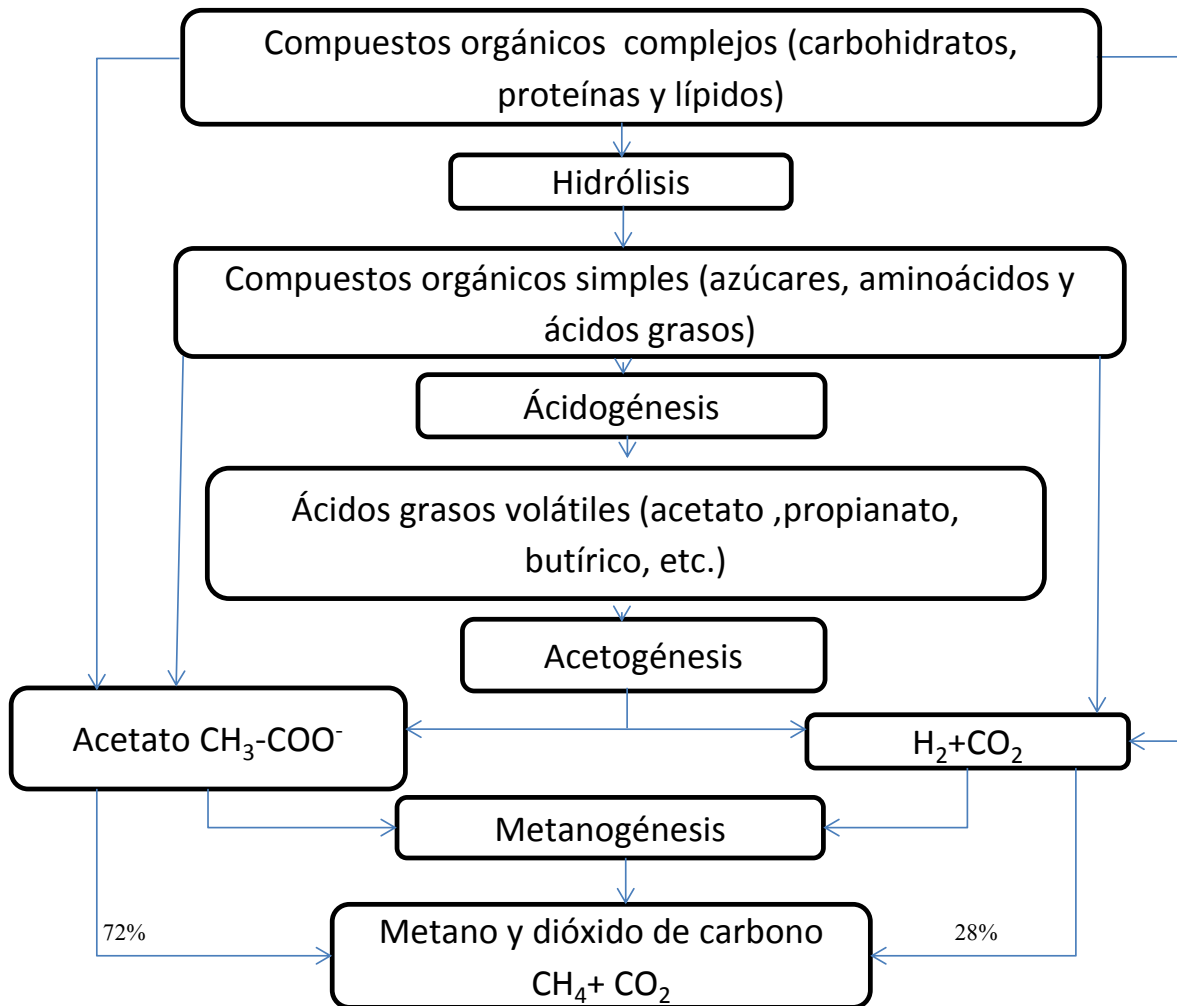 Compuestos orgánicos complejos (carbohidratos,
proteínas y lípidos)
Hidrólisis
Compuestos orgánicos simples (azúcares, aminoácidos y
ácidos grasos)
Ácidogénesis
Ácidos grasos volátiles (acetato ,propianato,
butírico, etc.)
Acetogénesis
Acetato CH₃-COO⁻
H₂+CO₂
Metanogénesis
72%
Metano y dióxido de carbono
CH₄+ CO₂
28%